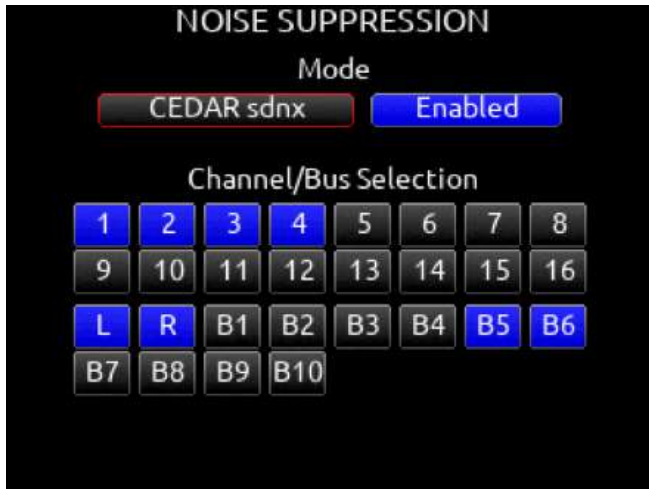 NOISE SUPPRESSION
Mode
CEDAR sdnx Enabled
Channel/Bus Selection
1 2 3 4 5 6 7 8
9 10 11 12 13 14 15 16
L R B1 B2 B3 B4 B5 B6
B7 B8 B9 B10